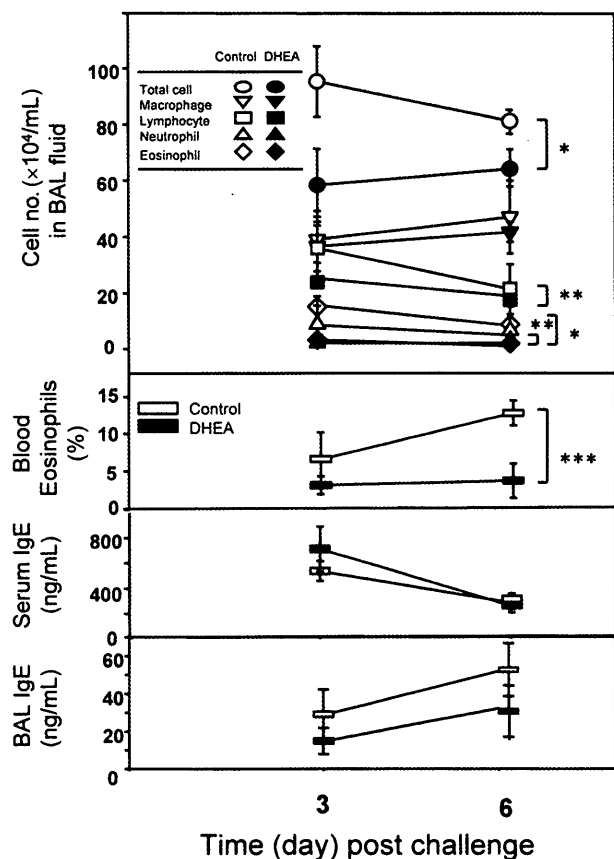 Control DHEA
Total cell
Macrophage
Lymphocyte
Neutrophil
Eosinophil
Cell no. (×10⁴/mL)
in BAL fluid
100
80
60
40
20
0
*
**
**
*
Blood
Eosinophils
(%)
15
10
5
0
Control
DHEA
***
Serum IgE
(ng/mL)
800
400
0
BAL IgE
(ng/mL)
60
40
20
0
3 6
Time (day) post challenge